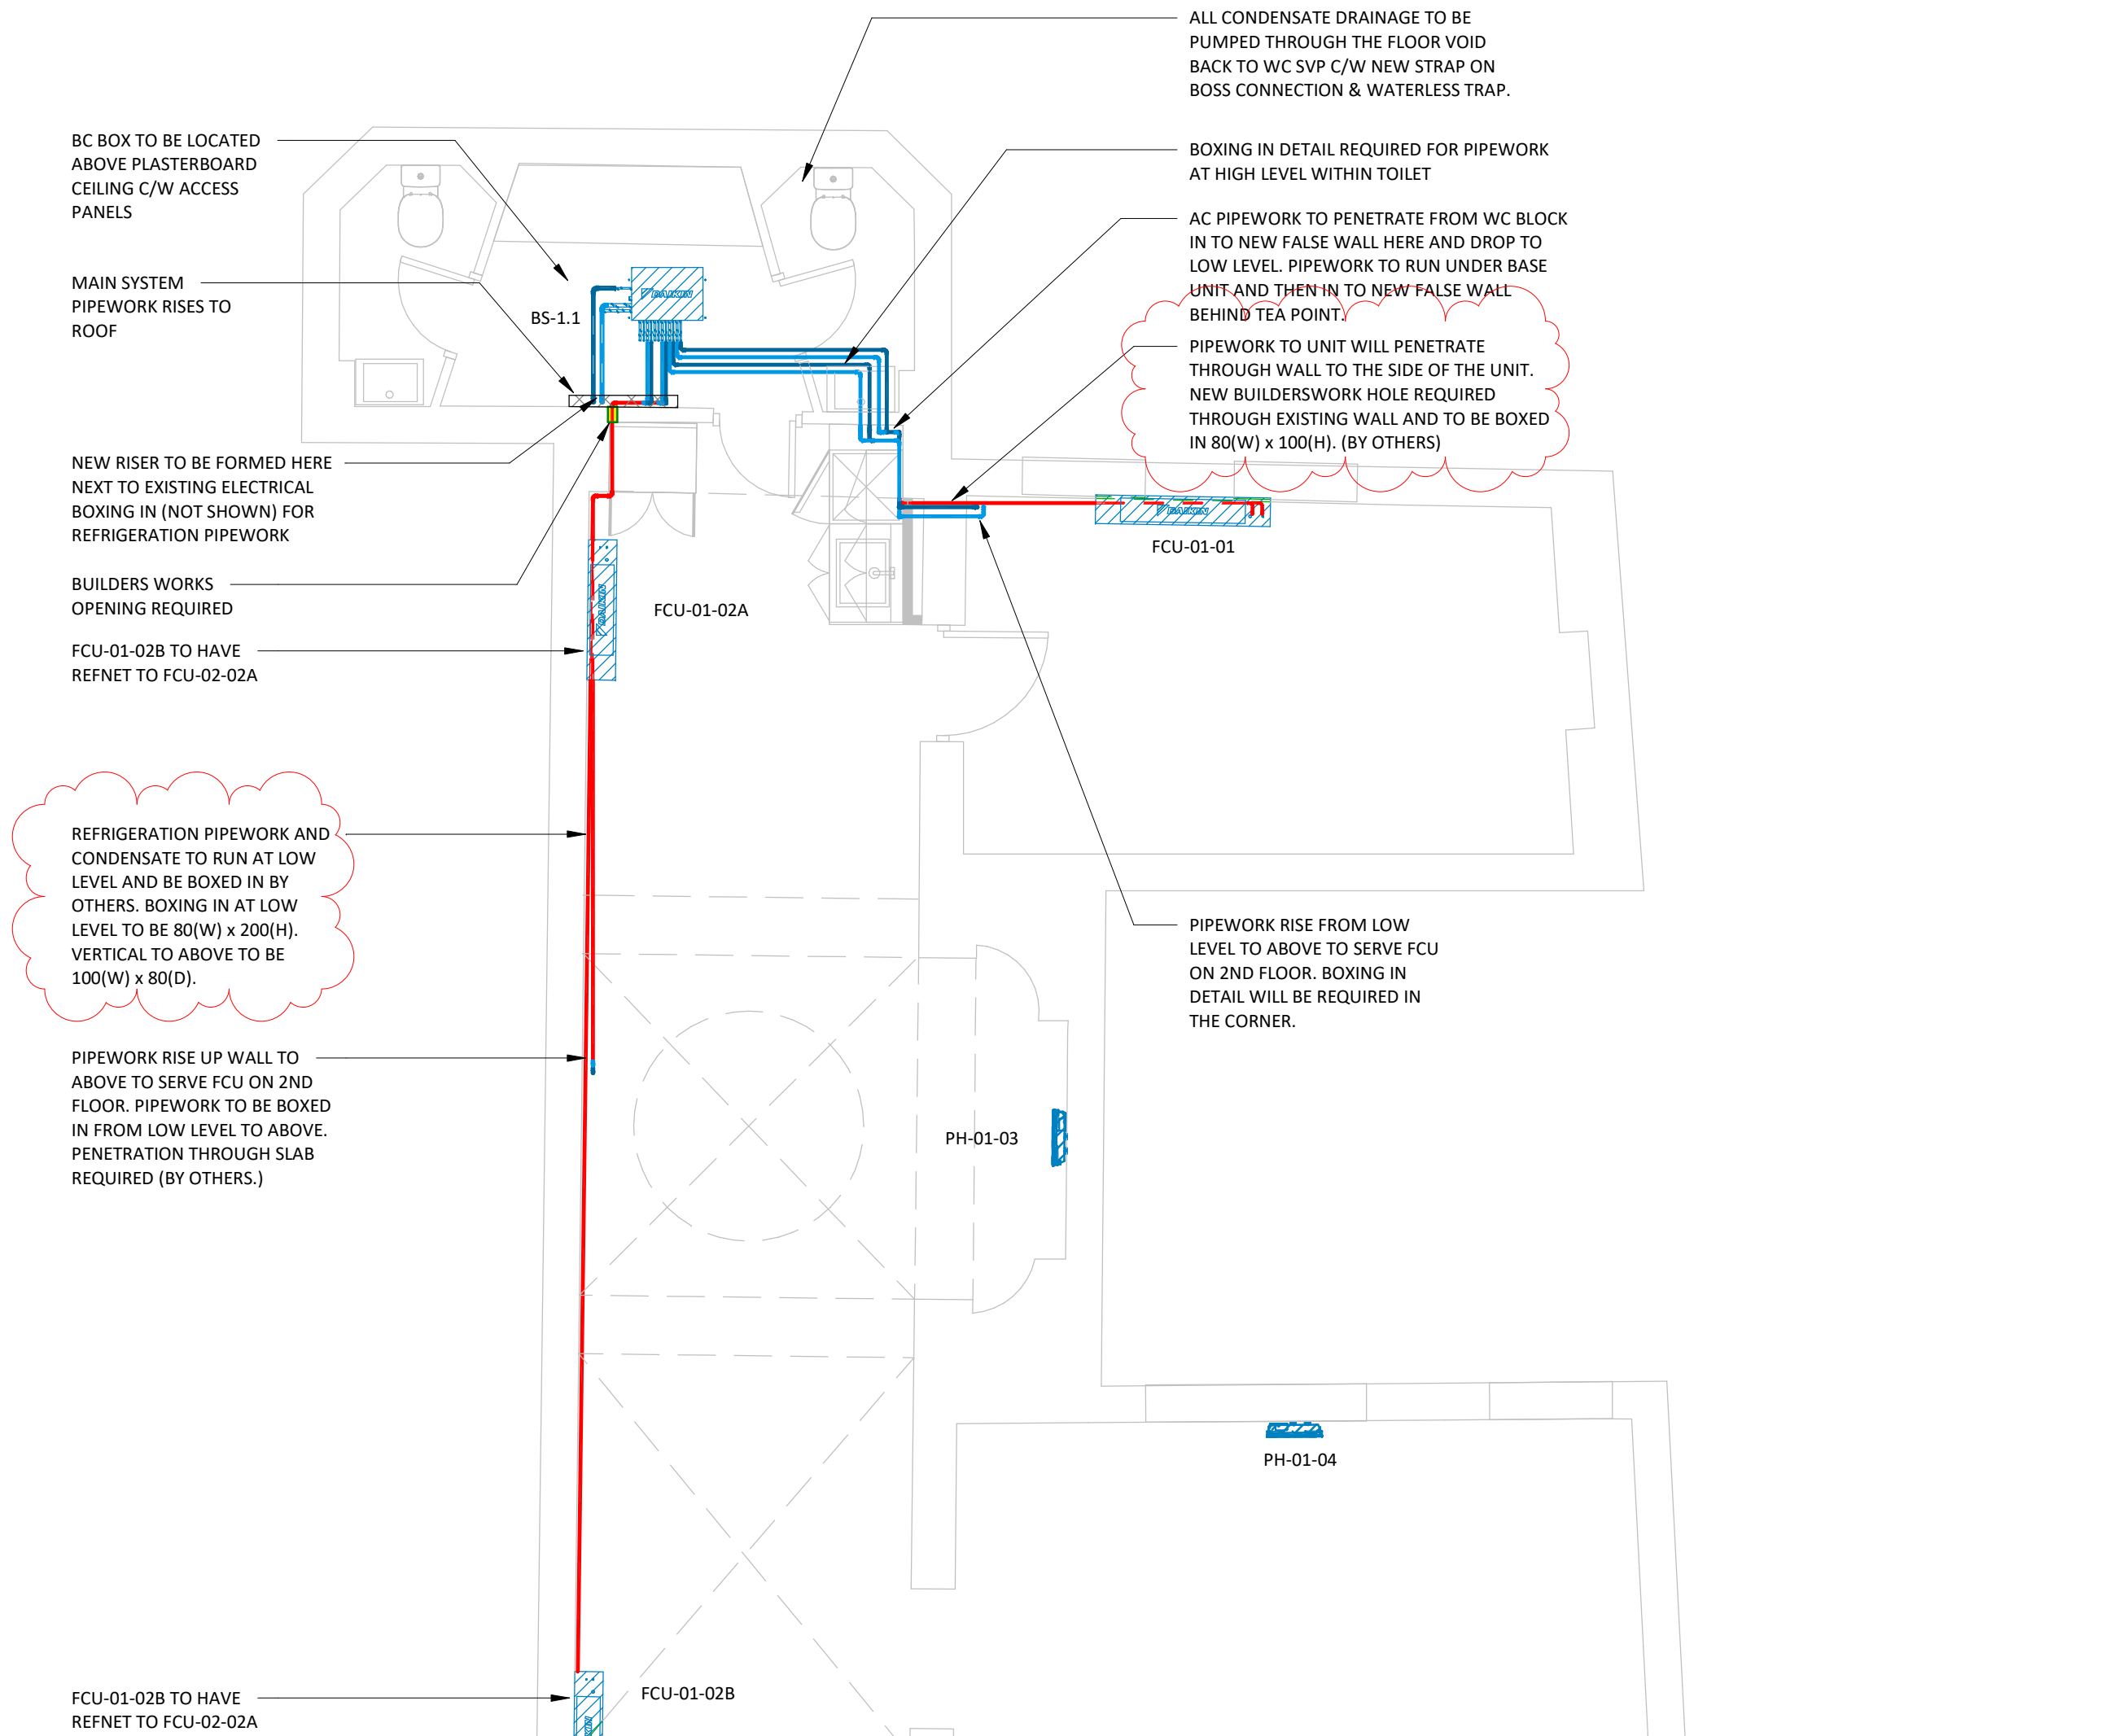 ALL CONDENSATE DRAINAGE TO BE
PUMPED THROUGH THE FLOOR VOID
BACK TO WC SVP C/W NEW STRAP ON
BOSS CONNECTION & WATERLESS TRAP.
BC BOX TO BE LOCATED
ABOVE PLASTERBOARD
CEILING C/W ACCESS
PANELS
BOXING IN DETAIL REQUIRED FOR PIPEWORK
AT HIGH LEVEL WITHIN TOILET
AC PIPEWORK TO PENETRATE FROM WC BLOCK
IN TO NEW FALSE WALL HERE AND DROP TO
LOW LEVEL. PIPEWORK TO RUN UNDER BASE
UNIT AND THEN IN TO NEW FALSE WALL
BEHIND TEA POINT.
MAIN SYSTEM
PIPEWORK RISES TO
ROOF
DAIKIN
BS-1.1
PIPEWORK TO UNIT WILL PENETRATE
THROUGH WALL TO THE SIDE OF THE UNIT.
NEW BUILDERSWORK HOLE REQUIRED
THROUGH EXISTING WALL AND TO BE BOXED
IN 80(W) x 100(H). (BY OTHERS)
NEW RISER TO BE FORMED HERE
NEXT TO EXISTING ELECTRICAL
BOXING IN (NOT SHOWN) FOR
REFRIGERATION PIPEWORK
DAIKIN
FCU-01-01
BUILDERS WORKS
OPENING REQUIRED
DAIKIN
FCU-01-02A
FCU-01-02B TO HAVE
REFNET TO FCU-02-02A
REFRIGERATION PIPEWORK AND
CONDENSATE TO RUN AT LOW
LEVEL AND BE BOXED IN BY
OTHERS. BOXING IN AT LOW
LEVEL TO BE 80(W) x 200(H).
VERTICAL TO ABOVE TO BE
100(W) x 80(D).
PIPEWORK RISE FROM LOW
LEVEL TO ABOVE TO SERVE FCU
ON 2ND FLOOR. BOXING IN
DETAIL WILL BE REQUIRED IN
THE CORNER.
PIPEWORK RISE UP WALL TO
ABOVE TO SERVE FCU ON 2ND
FLOOR. PIPEWORK TO BE BOXED
IN FROM LOW LEVEL TO ABOVE.
PENETRATION THROUGH SLAB
REQUIRED (BY OTHERS.)
PH-01-03
PH-01-04
FCU-01-02B TO HAVE
REFNET TO FCU-02-02A
FCU-01-02B